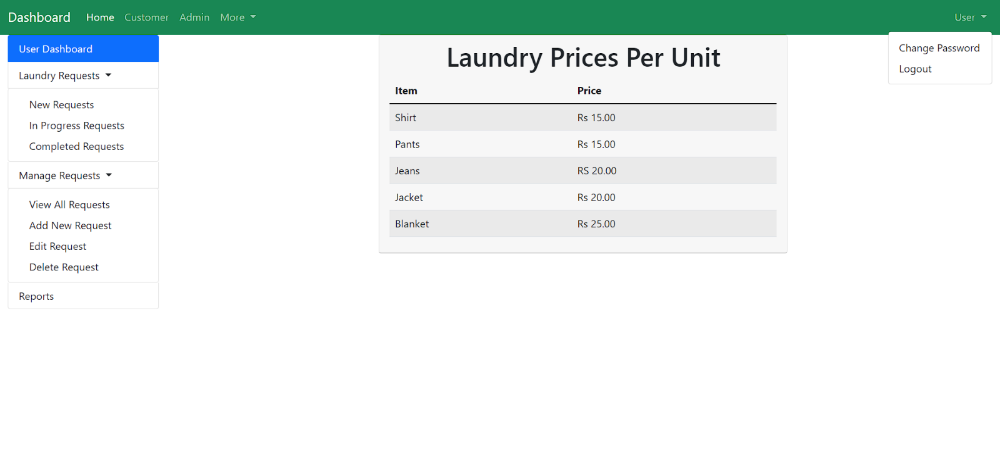 Dashboard Home Customer Admin More User
User Dashboard
Laundry Requests
New Requests
In Progress Requests
Completed Requests
Manage Requests
View All Requests
Add New Request
Edit Request
Delete Request
Reports
Laundry Prices Per Unit
Item Price
Shirt Rs 15.00
Pants Rs 15.00
Jeans RS 20.00
Jacket Rs 20.00
Blanket Rs 25.00
Change Password
Logout